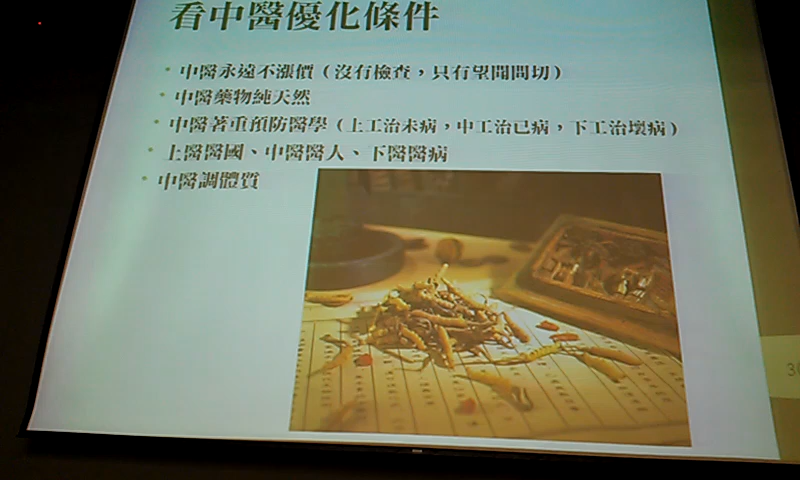 看中醫優化條件
• 中醫永遠不漲價（沒有檢查，只有望聞問切）
• 中醫藥物純天然
• 中醫著重預防醫學（上工治未病，中工治已病，下工治壞病）
• 上醫醫國、中醫醫人、下醫醫病
• 中醫調體質